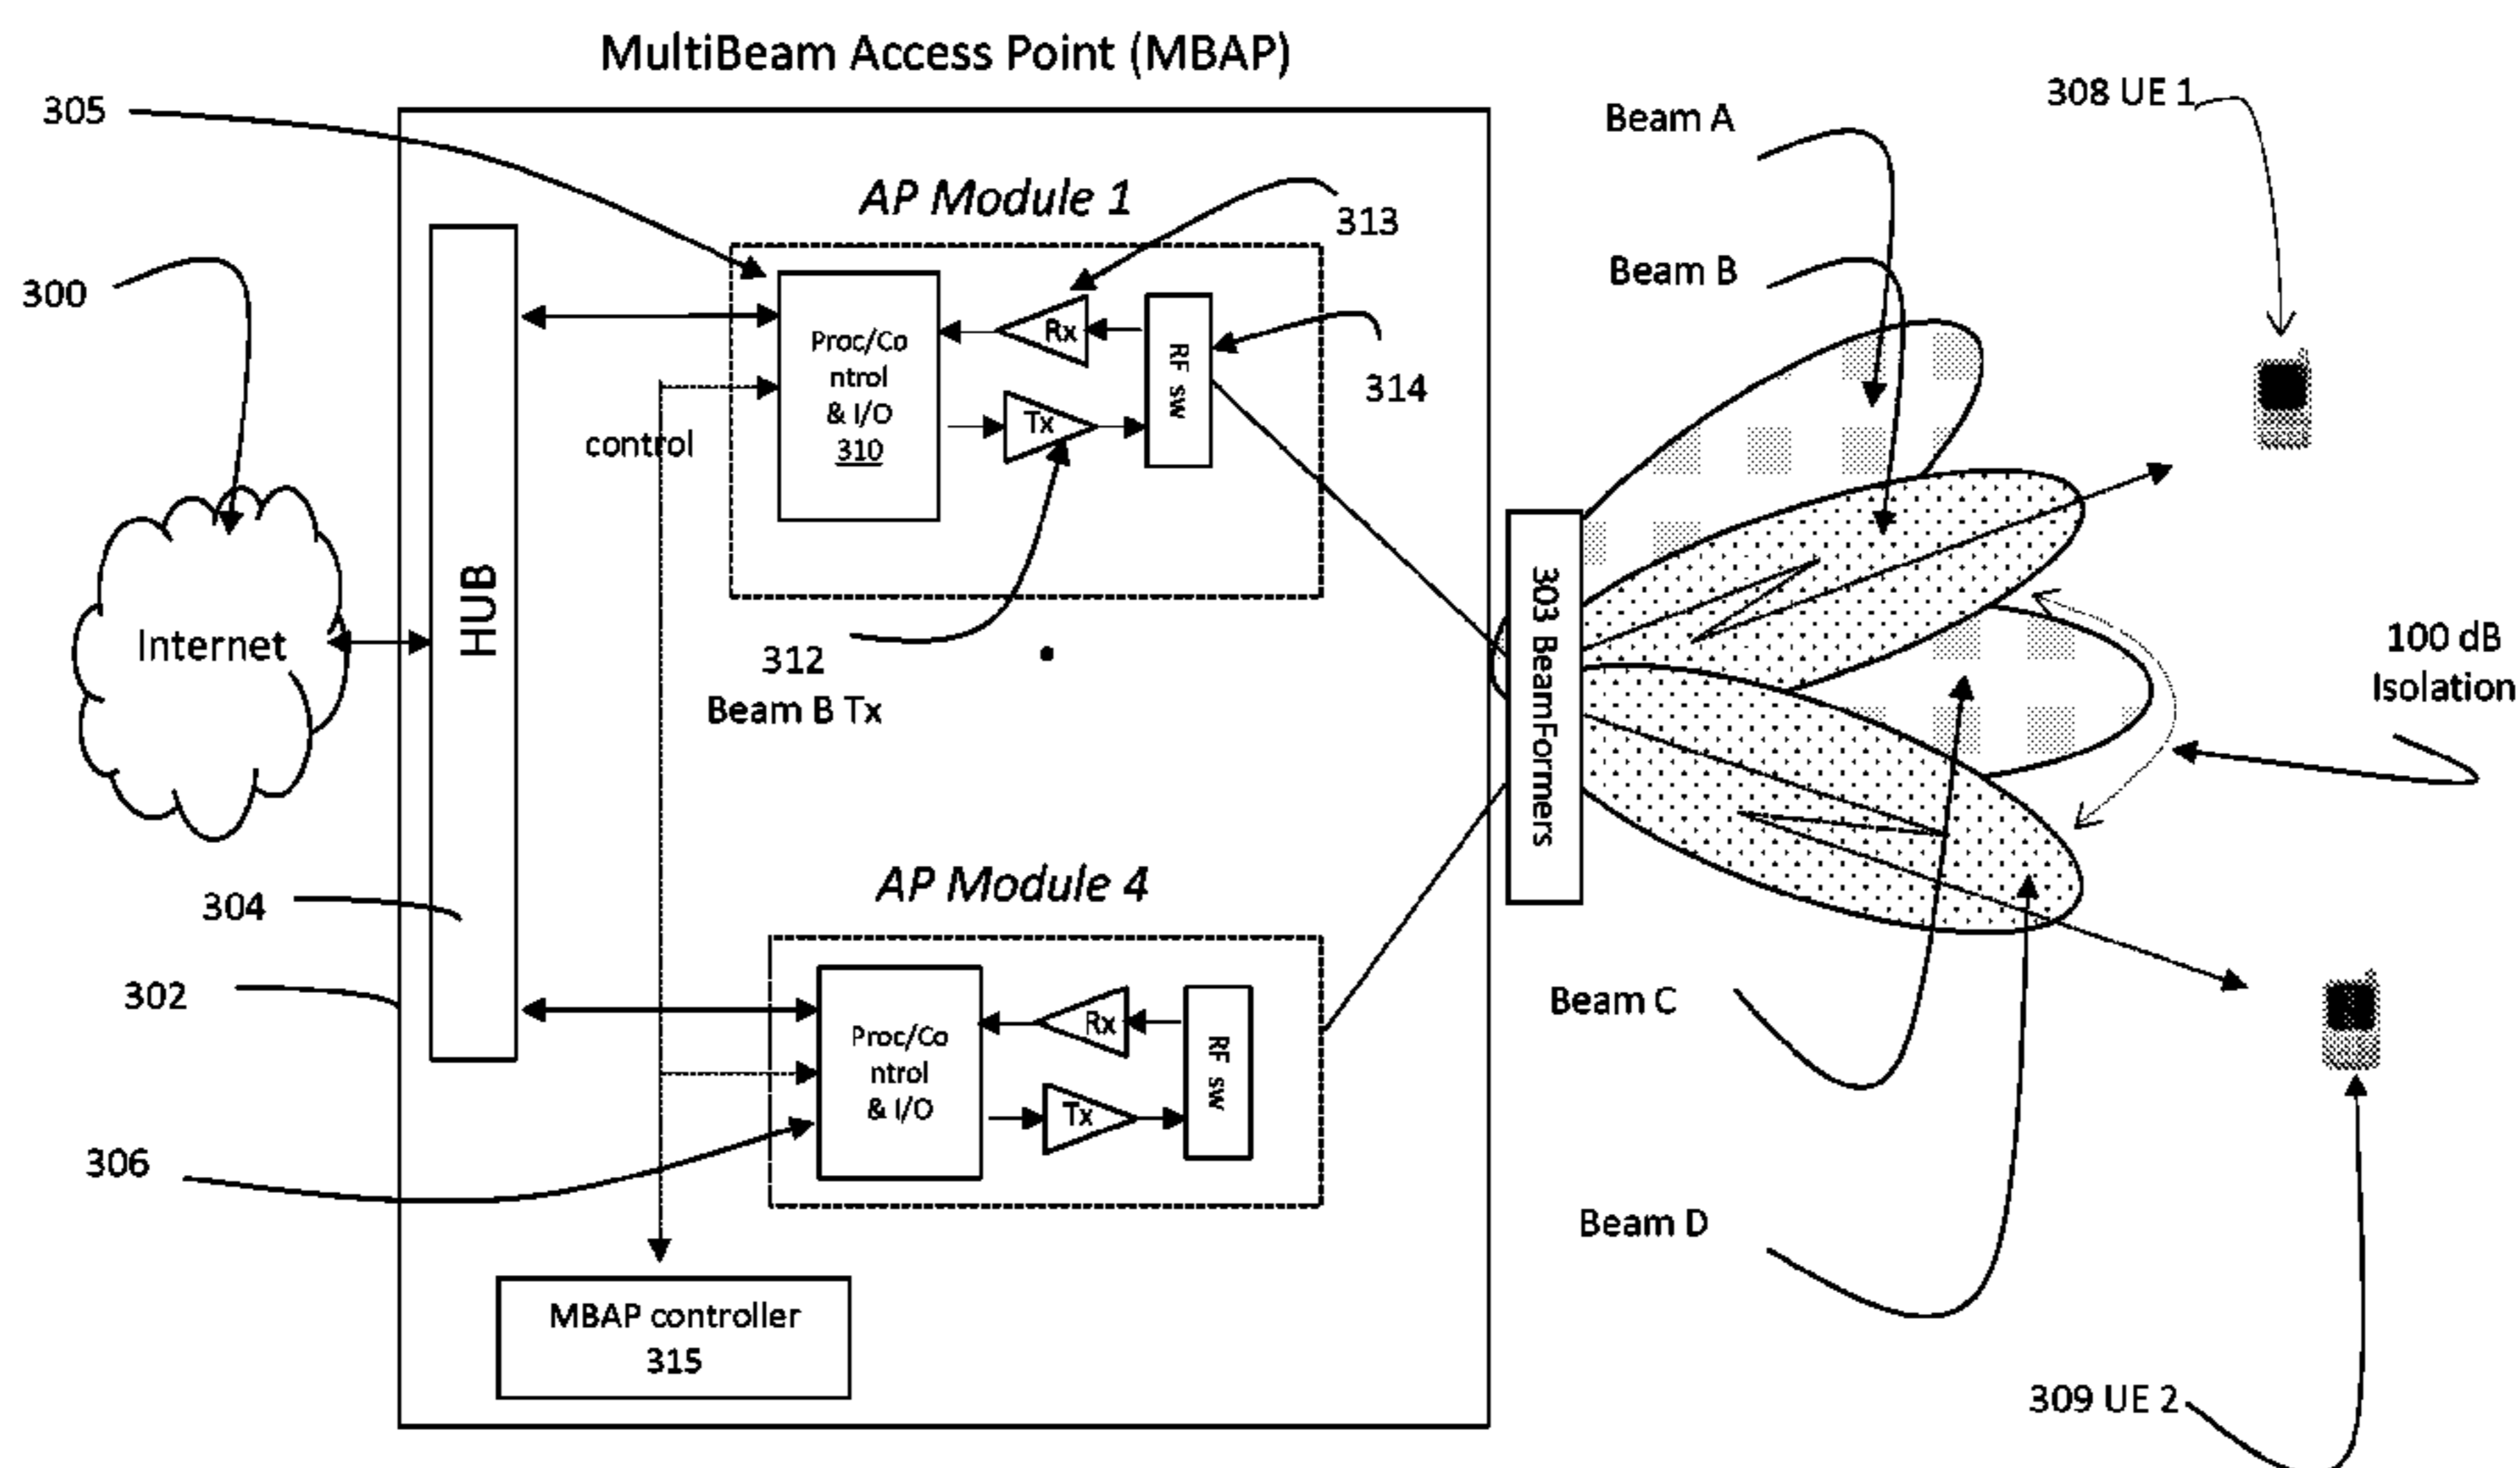 MultiBeam Access Point (MBAP)
305
300
AP Module 1
313
314
Proc/Co
ntrol
& I/O
310
Rx
Tx
RF sw
control
HUB
Internet
312
Beam B Tx
304
302
306
AP Module 4
Proc/Co
ntrol
& I/O
Rx
Tx
RF sw
MBAP controller
315
303 BeamFormers
Beam A
Beam B
308 UE 1
100 dB
Isolation
Beam C
Beam D
309 UE 2